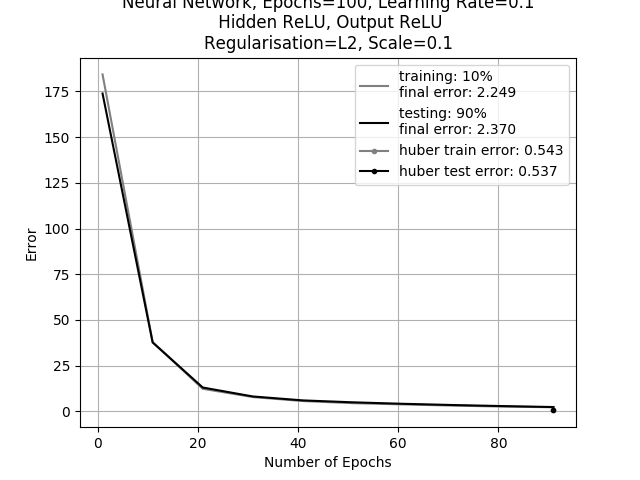 Neural Network, Epochs=100, Learning Rate=0.1
Hidden ReLU, Output ReLU
Regularisation=L2, Scale=0.1
training: 10%
final error: 2.249
testing: 90%
final error: 2.370
huber train error: 0.543
huber test error: 0.537
Error
175
150
125
100
75
50
25
0
0 20 40 60 80
Number of Epochs